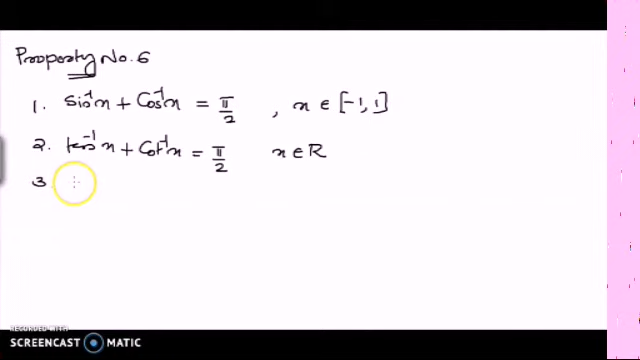 Property No. 6
1. sin⁻¹x + Cos⁻¹x = π/2 , x ∈ [-1, 1]
2. tan⁻¹x + Cot⁻¹x = π/2 x ∈ R
3
RECORDED WITH
SCREENCAST MATIC